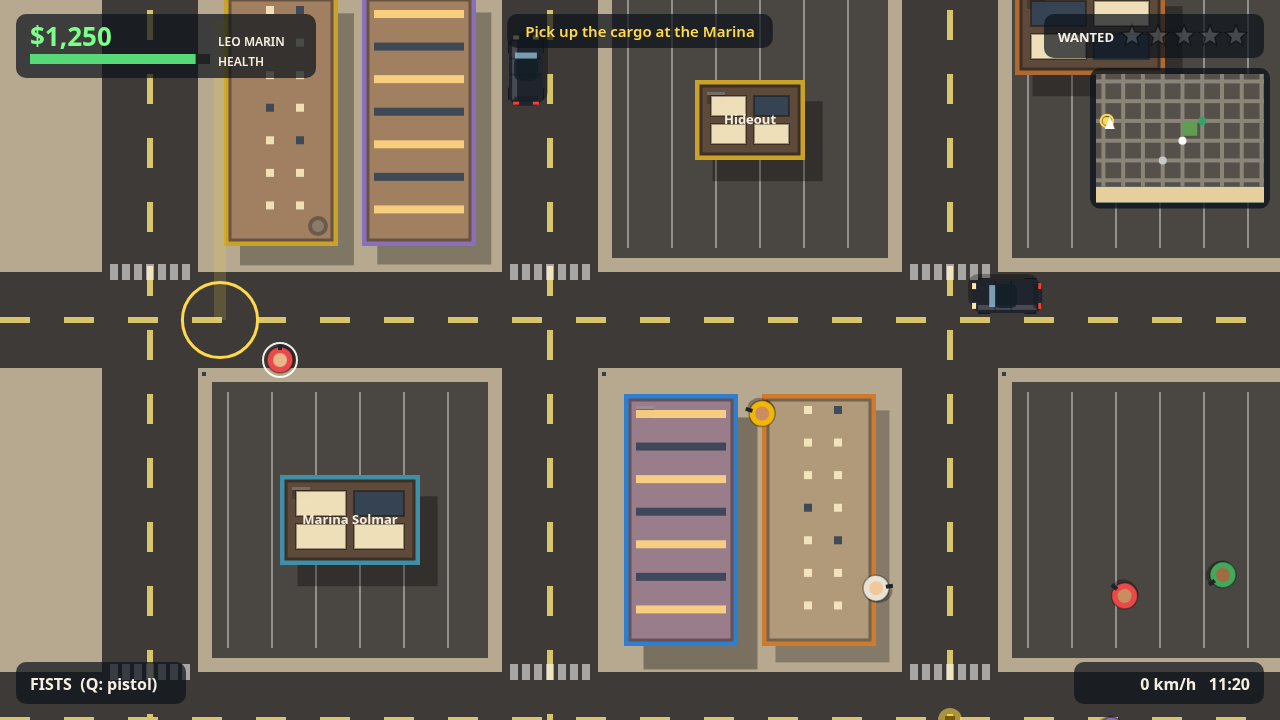 $1,250
LEO MARIN
HEALTH
Pick up the cargo at the Marina
WANTED
Hideout
Marina Solmar
FISTS (Q: pistol)
0 km/h 11:20